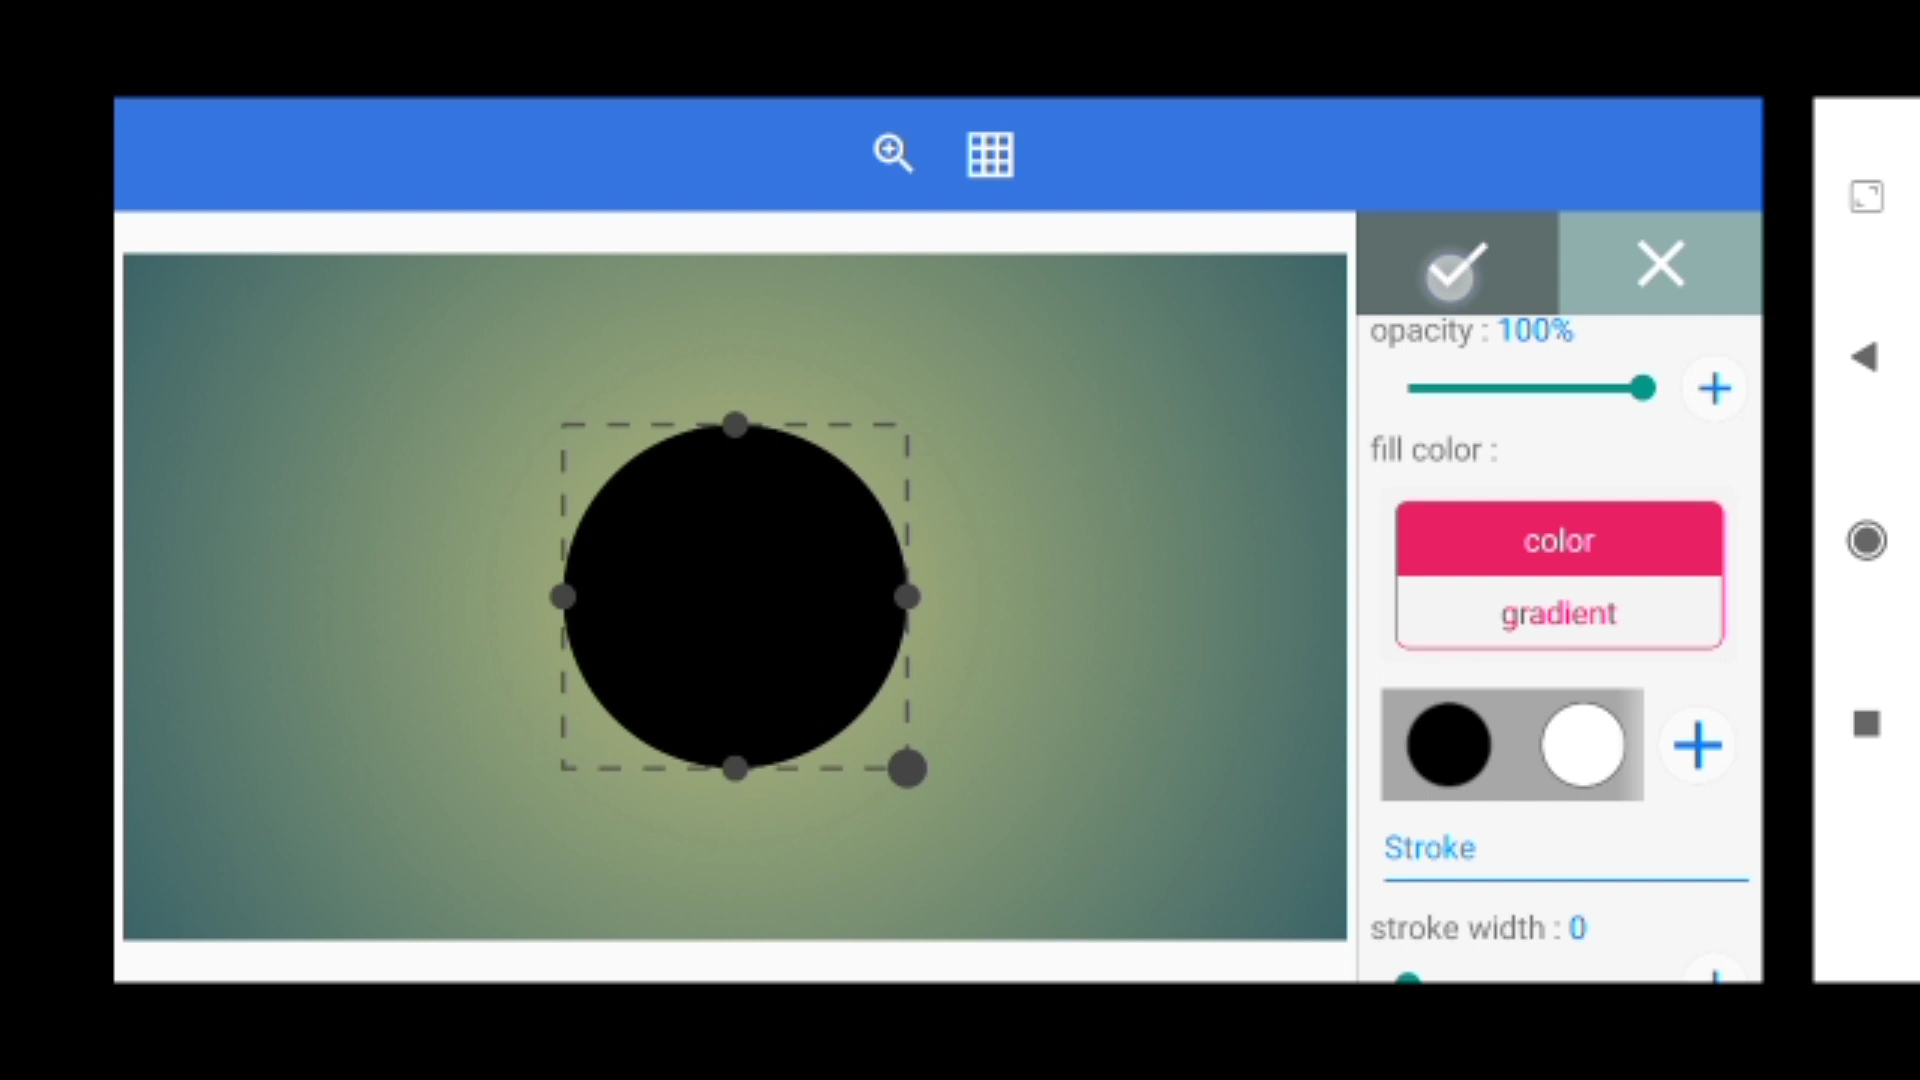 opacity : 100%
fill color :
color
gradient
Stroke
stroke width : 0